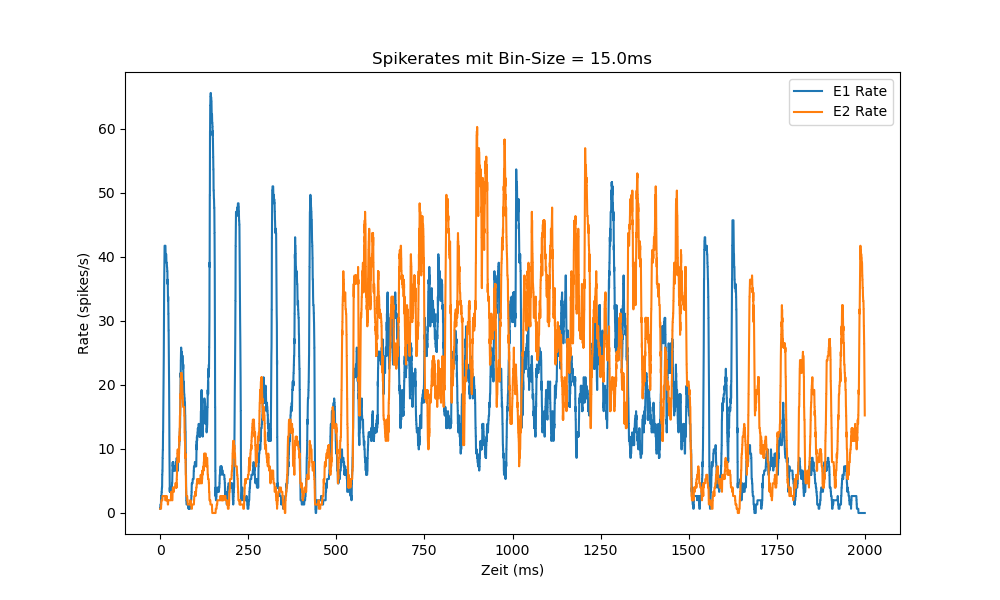 Spikerates mit Bin-Size = 15.0ms
E1 Rate
E2 Rate
60
50
40
30
20
10
0
Rate (spikes/s)
0 250 500 750 1000 1250 1500 1750 2000
Zeit (ms)